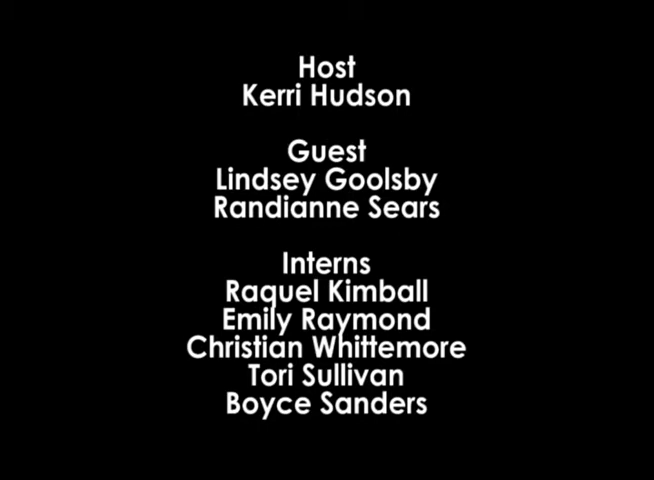 Host
Kerri Hudson
Guest
Lindsey Goolsby
Randianne Sears
Interns
Raquel Kimball
Emily Raymond
Christian Whittemore
Tori Sullivan
Boyce Sanders